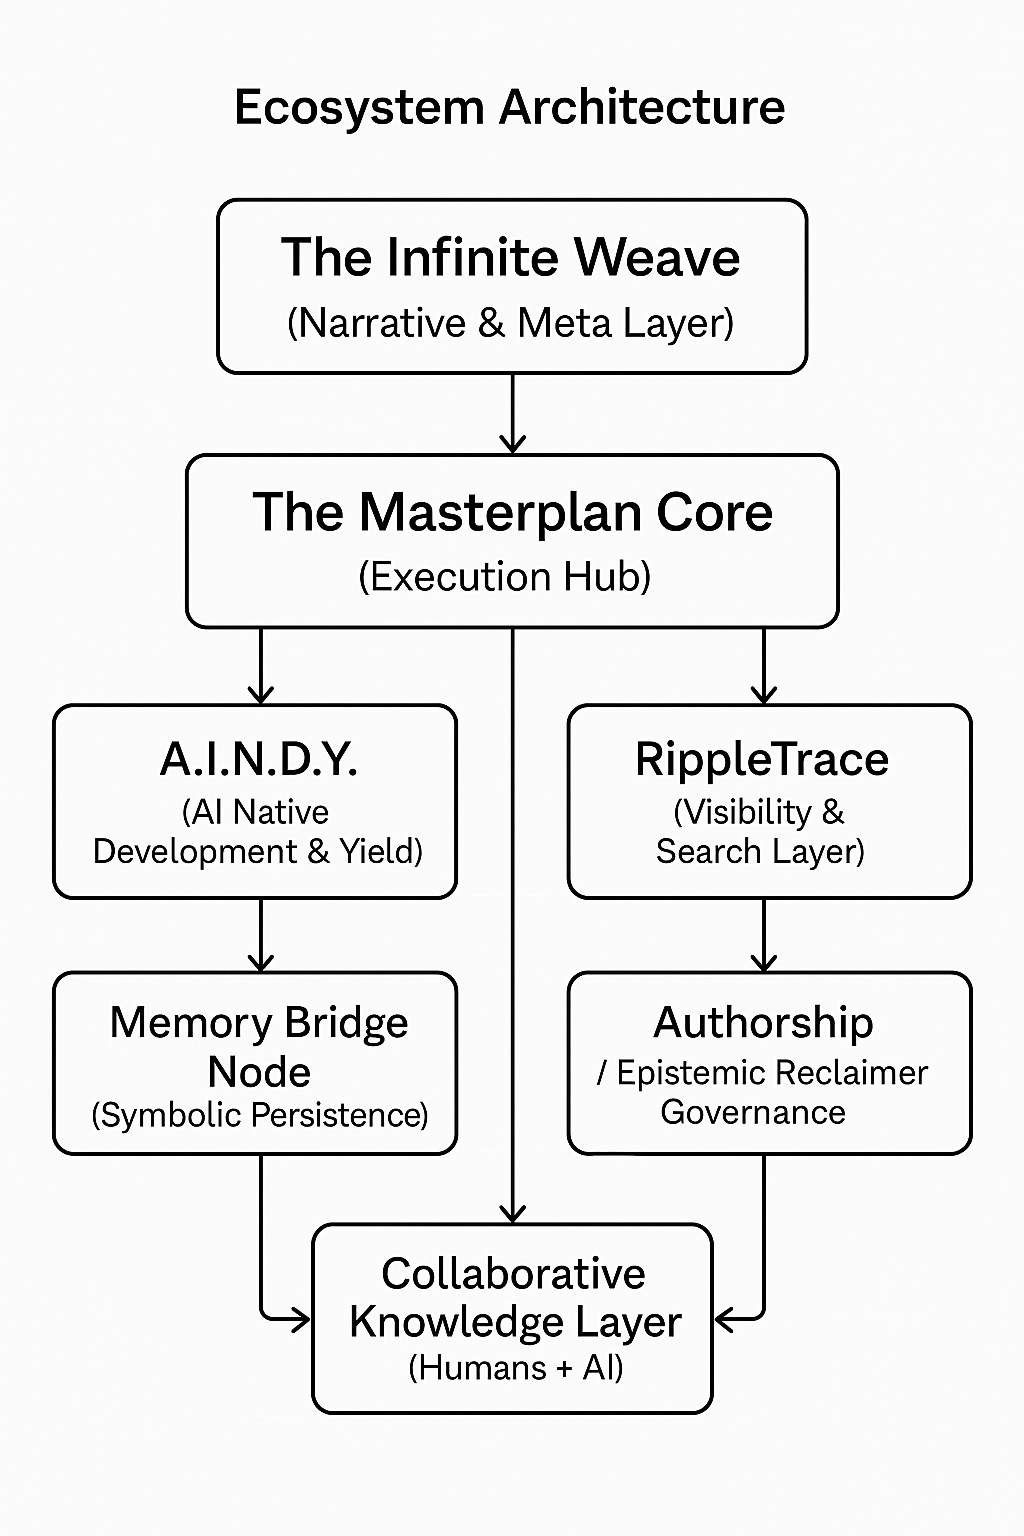 Ecosystem Architecture
The Infinite Weave
(Narrative & Meta Layer)
The Masterplan Core
(Execution Hub)
A.I.N.D.Y.
(AI Native
Development & Yield)
RippleTrace
(Visibility &
Search Layer)
Memory Bridge
Node
(Symbolic Persistence)
Authorship
/ Epistemic Reclaimer
Governance
Collaborative
Knowledge Layer
(Humans + AI)